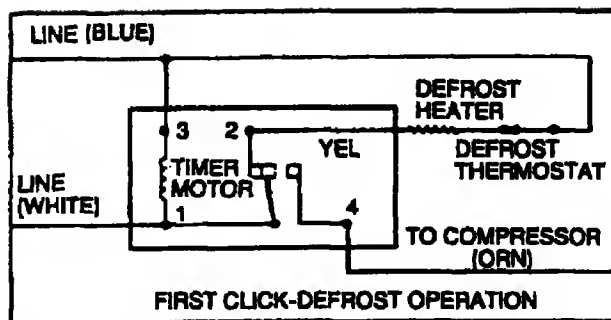 LINE (BLUE)
DEFROST
HEATER
3
2
YEL
DEFROST
THERMOSTAT
TIMER
MOTOR
LINE
(WHITE)
1
4
TO COMPRESSOR
(ORN)
FIRST CLICK-DEFROST OPERATION